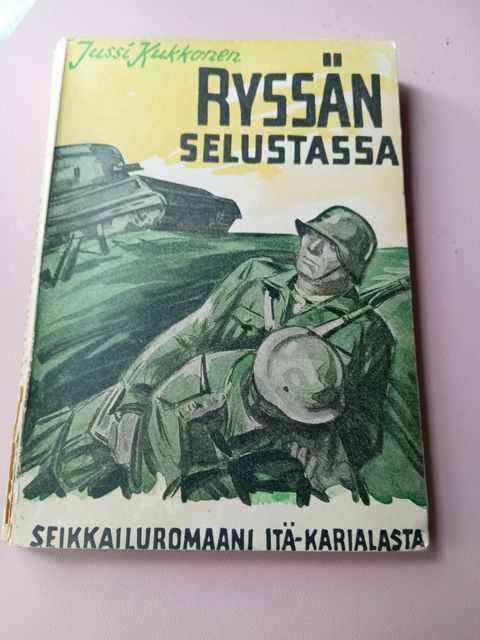 Jussi Kukkonen
RYSSÄN
SELUSTASSA
SEIKKAILUROMAANI ITÄ-KARJALASTA